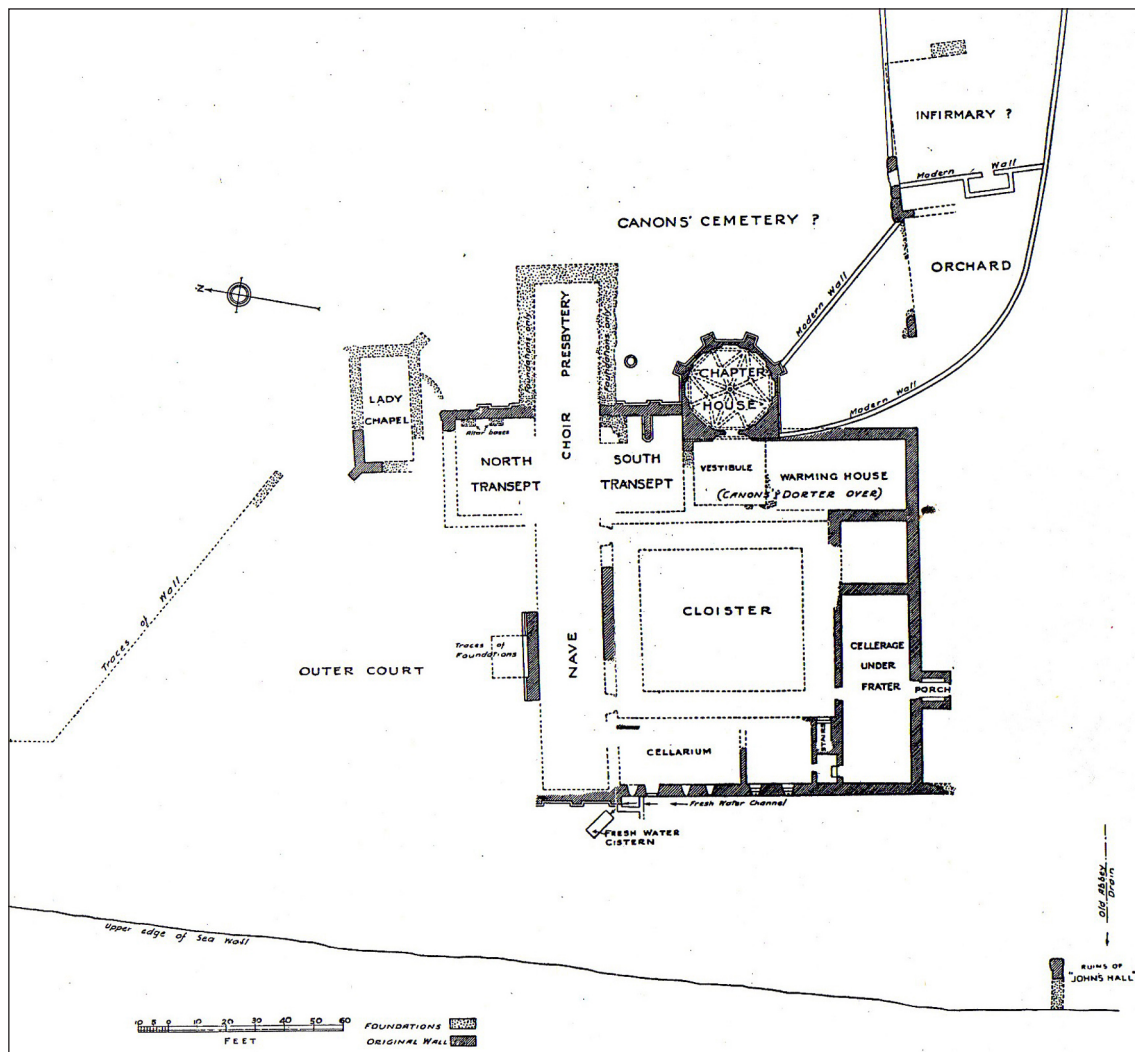 INFIRMARY ?
Modern Wall
CANONS' CEMETERY ?
ORCHARD
Modern Wall
N
PRESBYTERY
CHOIR
Foundations only
Foundations only
CHAPTER
HOUSE
Modern Wall
LADY
CHAPEL
Altar bases
NORTH
TRANSEPT
SOUTH
TRANSEPT
VESTIBULE
WARMING HOUSE
(CANONS' DORTER OVER)
Traces of Wall
CLOISTER
OUTER COURT
Traces of
Foundations
NAVE
CELLERAGE
UNDER
FRATER
PORCH
STAIRS
CELLARIUM
Fresh Water Channel
FRESH WATER
CISTERN
Old Abbey
Drain
Upper edge of Sea Wall
RUINS OF
"JOHN'S HALL"
10 5 0 10 20 30 40 50 60
FEET
FOUNDATIONS
ORIGINAL WALL